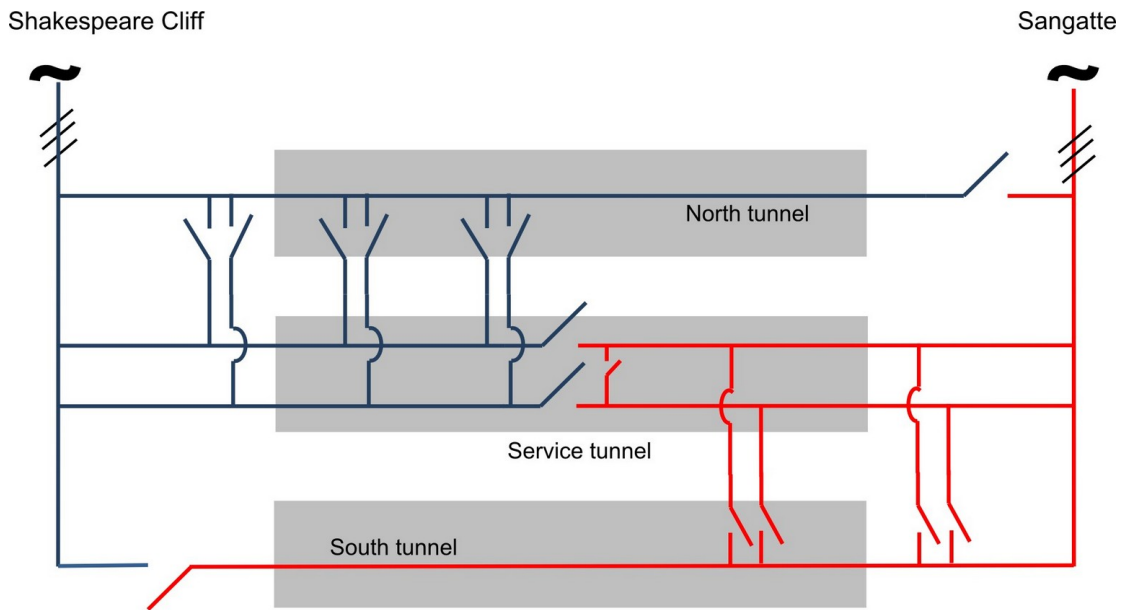 Shakespeare Cliff
Sangatte
North tunnel
Service tunnel
South tunnel